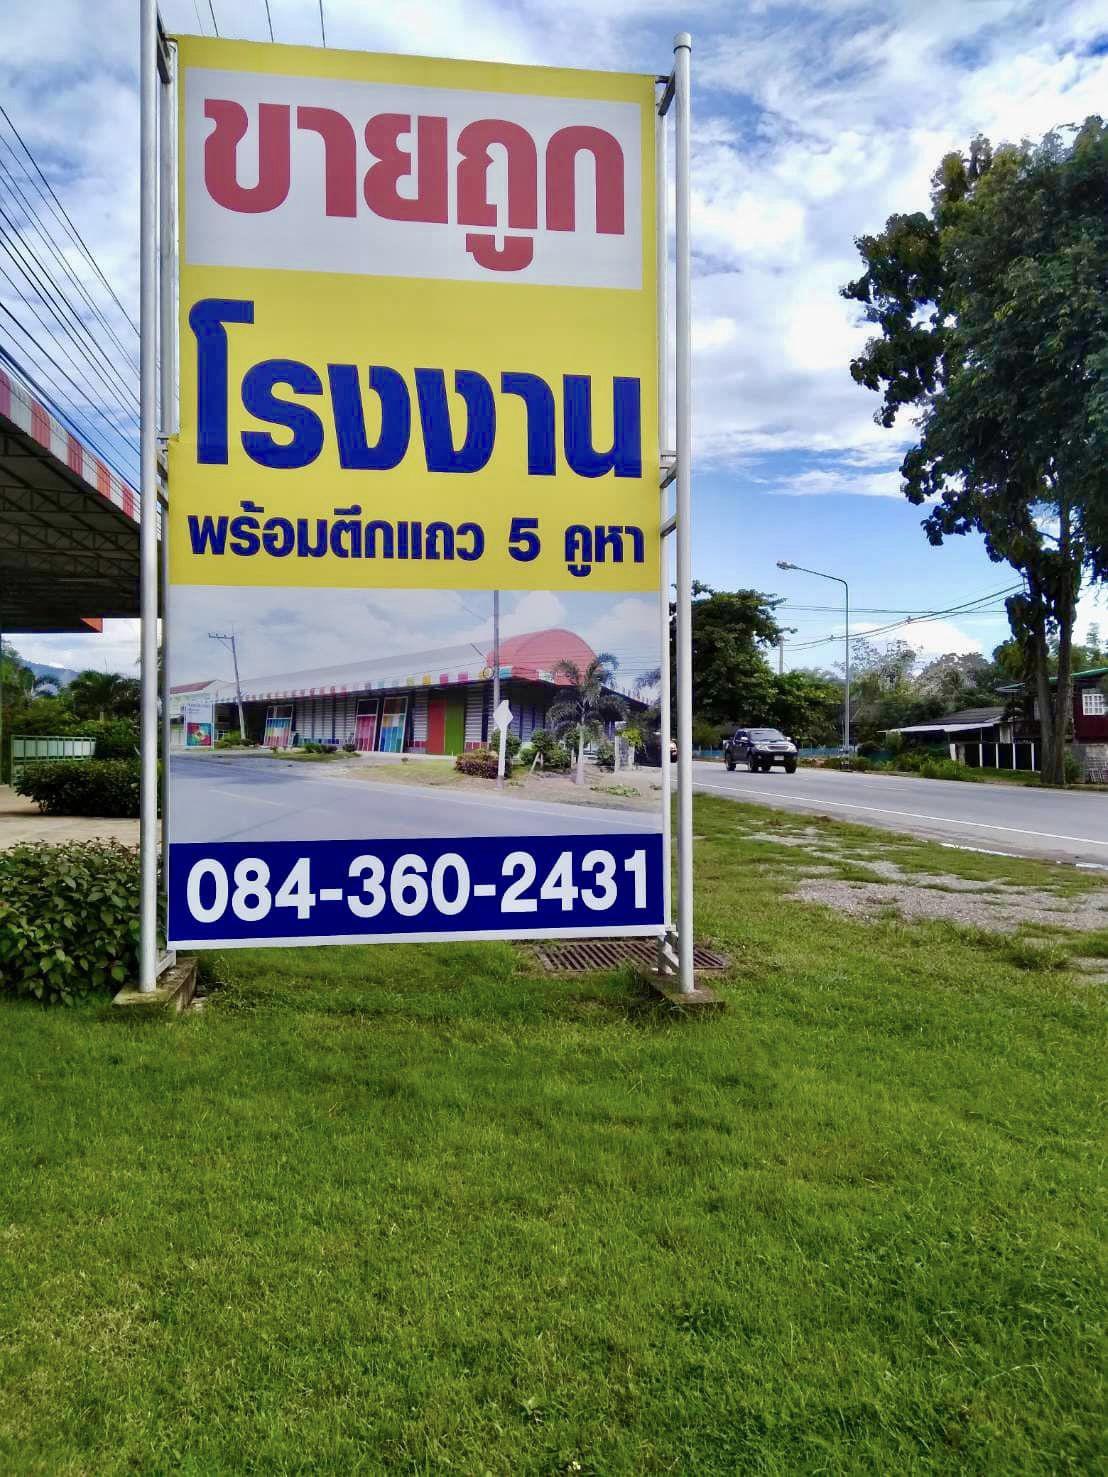 ขายถูก
โรงงาน
พร้อมตึกแถว 5 คูหา
084-360-2431